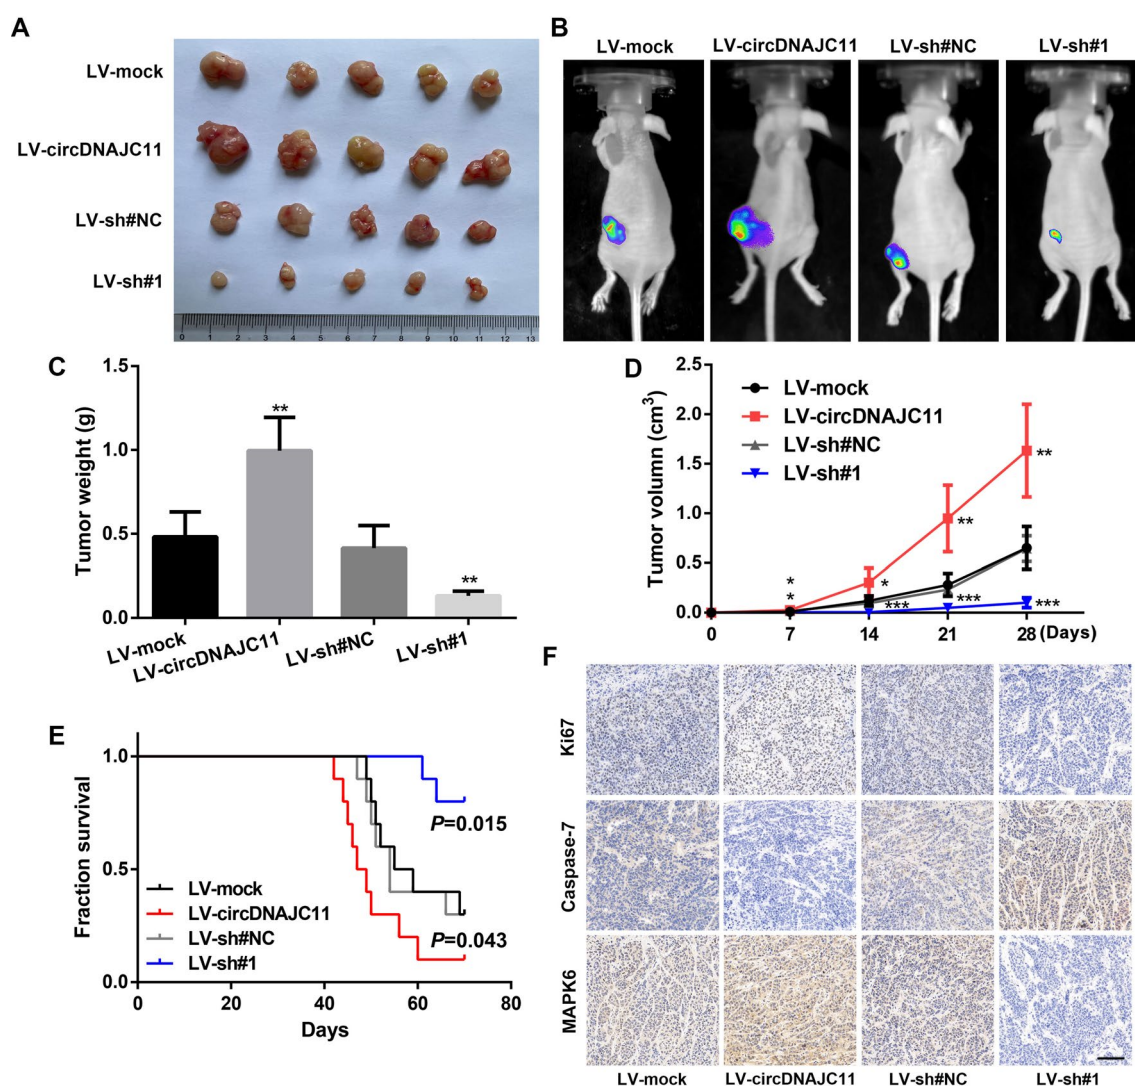 A
LV-mock
LV-circDNAJC11
LV-sh#NC
LV-sh#1
0 1 2 3 4 5 6 7 8 9 10 11 12 13
B
LV-mock LV-circDNAJC11 LV-sh#NC LV-sh#1
C
Tumor weight (g)
1.5
1.0
0.5
0.0
** **
LV-mock
LV-circDNAJC11
LV-sh#NC
LV-sh#1
D
Tumor volumn (cm3)
2.5
2.0
1.5
1.0
0.5
0.0
LV-mock
LV-circDNAJC11
LV-sh#NC
LV-sh#1
*
*
*
***
**
***
**
***
0 7 14 21 28 (Days)
E
Fraction survival
1.0
0.5
0.0
P=0.015
P=0.043
LV-mock
LV-circDNAJC11
LV-sh#NC
LV-sh#1
0 20 40 60 80
Days
F
Ki67
Caspase-7
MAPK6
LV-mock LV-circDNAJC11 LV-sh#NC LV-sh#1